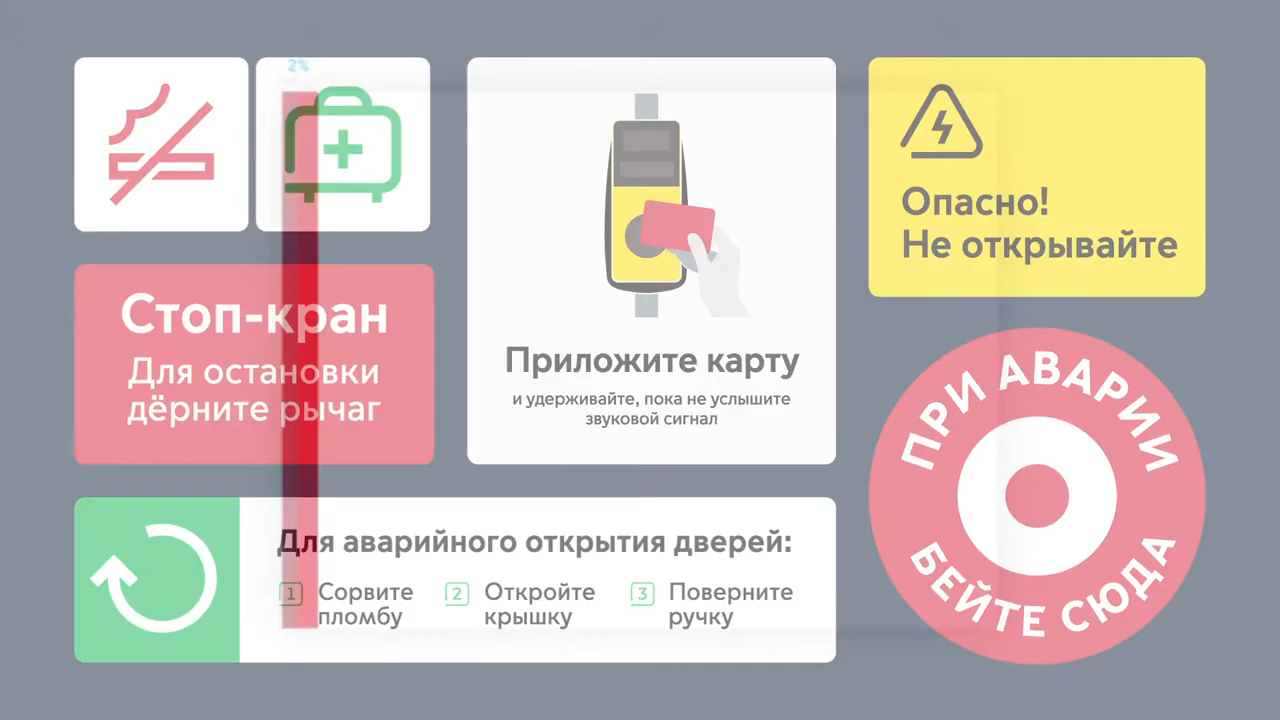 2%
Стоп-кран
Для остановки
дёрните рычаг
Приложите карту
и удерживайте, пока не услышите
звуковой сигнал
Опасно!
Не открывайте
ПРИ АВАРИИ
БЕЙТЕ СЮДА
Для аварийного открытия дверей:
1 Сорвите
пломбу
2 Откройте
крышку
3 Поверните
ручку